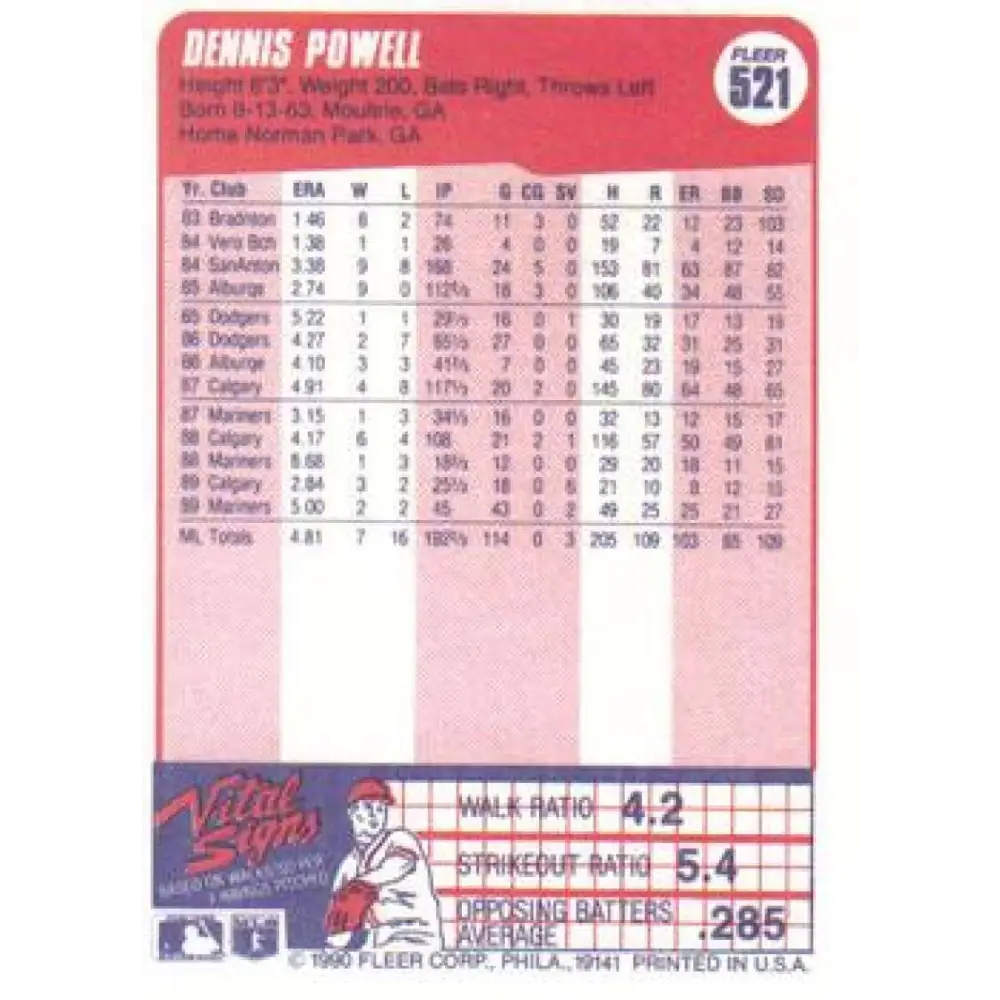 DENNIS POWELL
FLEER
521
Height 6'3", Weight 200, Bats Right, Throws Left
Born 8-13-63, Moultrie, GA
Home Norman Park, GA
Yr. Club ERA W L IP G CG SV H R ER BB SO
83 Bradnton 1.46 8 2 74 11 3 0 52 22 12 23 103
84 Vero Bch 1.38 1 1 26 4 0 0 19 7 4 12 14
84 SanAnton 3.38 9 8 168 24 5 0 153 81 63 87 82
85 Alburqe 2.74 9 0 112⅔ 18 3 0 106 40 34 48 55
85 Dodgers 5.22 1 1 29⅓ 16 0 1 30 19 17 13 19
86 Dodgers 4.27 2 7 65⅓ 27 0 0 65 32 31 25 31
86 Alburqe 4.10 3 3 41⅔ 7 0 0 45 23 19 15 27
87 Calgary 4.91 4 8 117⅓ 20 2 0 145 80 64 48 65
87 Mariners 3.15 1 3 34⅓ 16 0 0 32 13 12 15 17
88 Calgary 4.17 6 4 108 21 2 1 116 57 50 49 81
88 Mariners 8.68 1 3 18⅔ 12 0 0 29 20 18 11 15
89 Calgary 2.84 3 2 25⅓ 18 0 6 21 10 8 12 15
89 Mariners 5.00 2 2 45 43 0 2 49 25 25 21 27
ML Totals 4.81 7 16 192⅔ 114 0 3 205 109 103 85 109
Vital
Signs
BASED ON WALKS/SO PER
9 INNINGS PITCHED
WALK RATIO 4.2
STRIKEOUT RATIO 5.4
OPPOSING BATTERS
AVERAGE .285
© 1990 FLEER CORP., PHILA., 19141 PRINTED IN U.S.A.